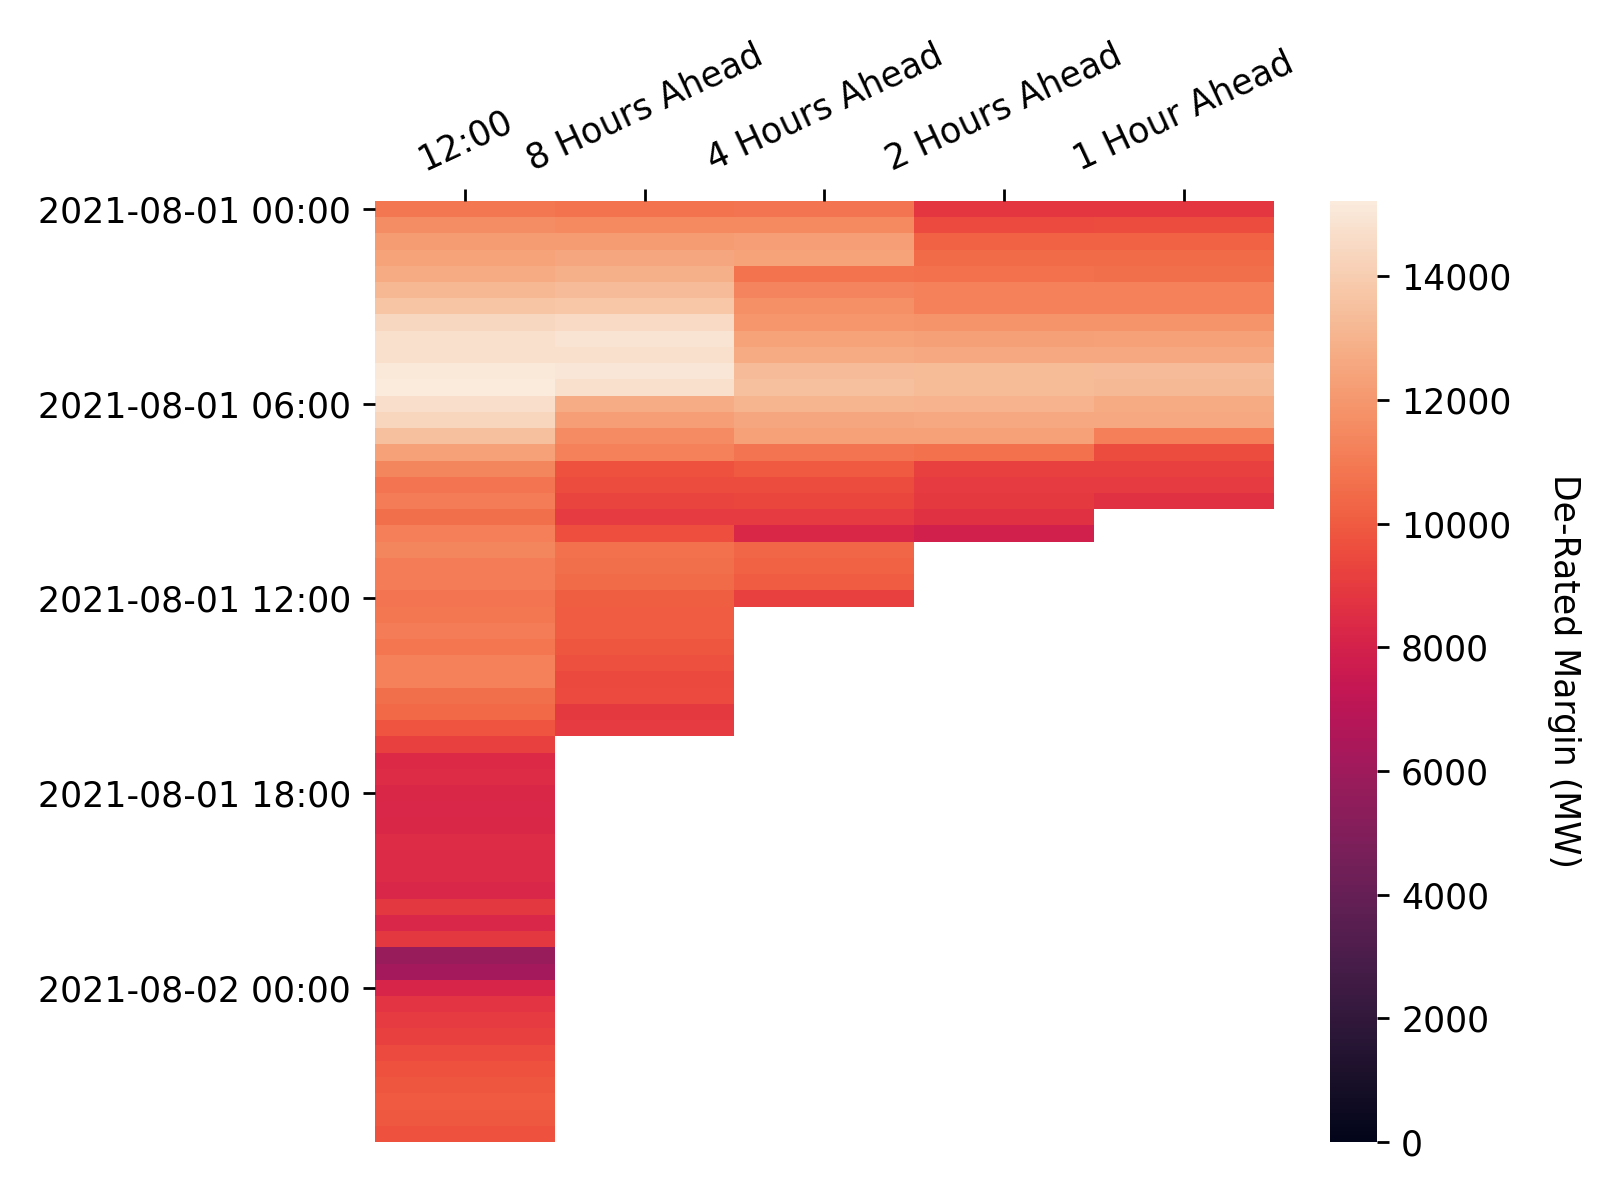 12:00
8 Hours Ahead
4 Hours Ahead
2 Hours Ahead
1 Hour Ahead
2021-08-01 00:00
2021-08-01 06:00
2021-08-01 12:00
2021-08-01 18:00
2021-08-02 00:00
14000
12000
10000
8000
6000
4000
2000
0
De-Rated Margin (MW)